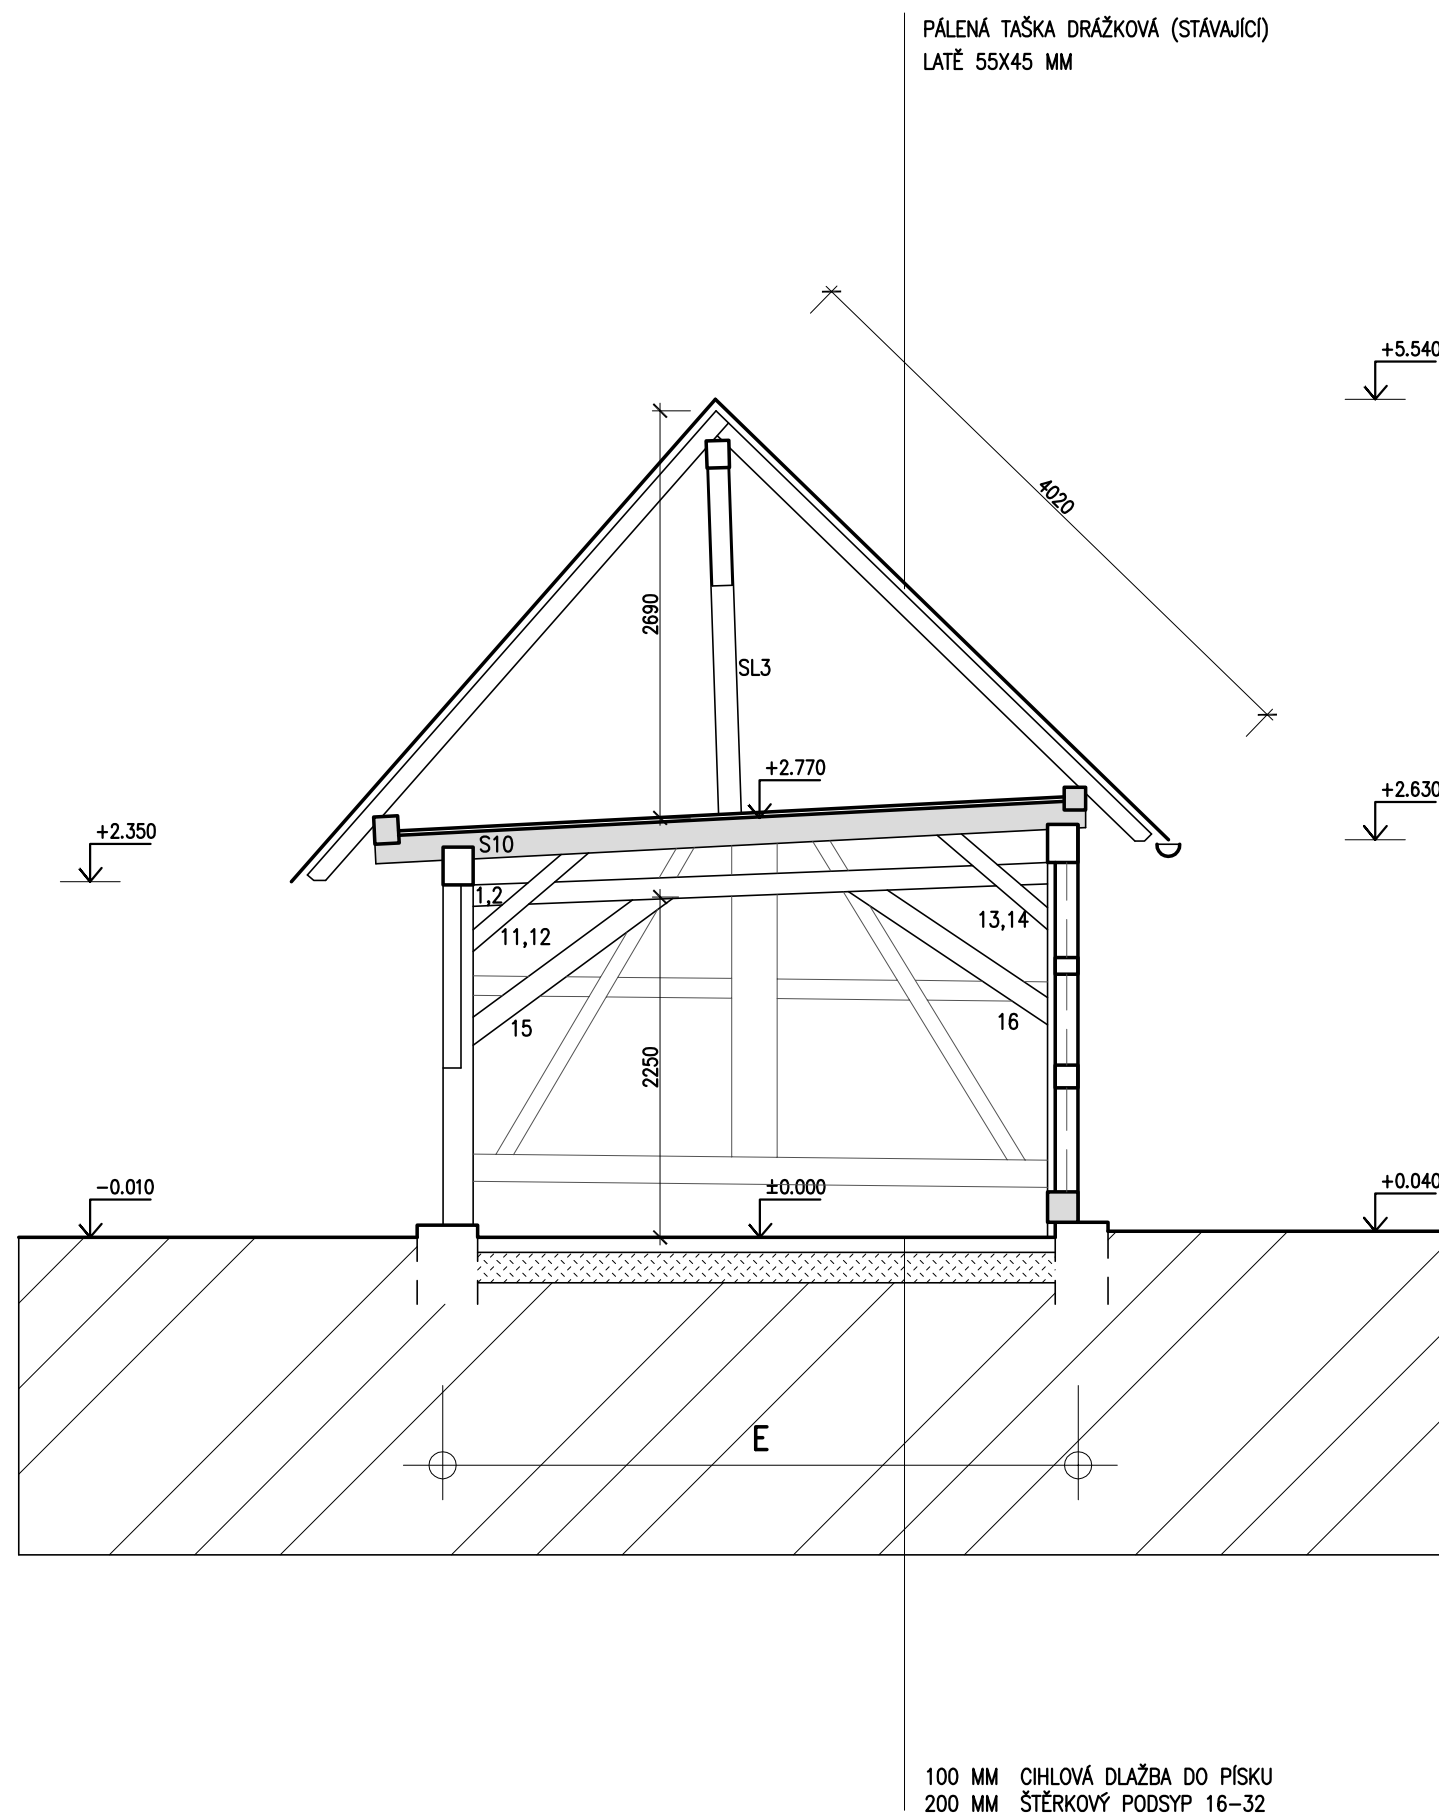 PÁLENÁ TAŠKA DRÁŽKOVÁ (STÁVAJÍCÍ)
LATĚ 55X45 MM
+5.540
4020
2690
SL3
+2.770
+2.630
+2.350
S10
1,2
13,14
11,12
15
16
2250
-0.010
±0.000
+0.040
E
100 MM CIHLOVÁ DLAŽBA DO PÍSKU
200 MM ŠTĚRKOVÝ PODSYP 16-32